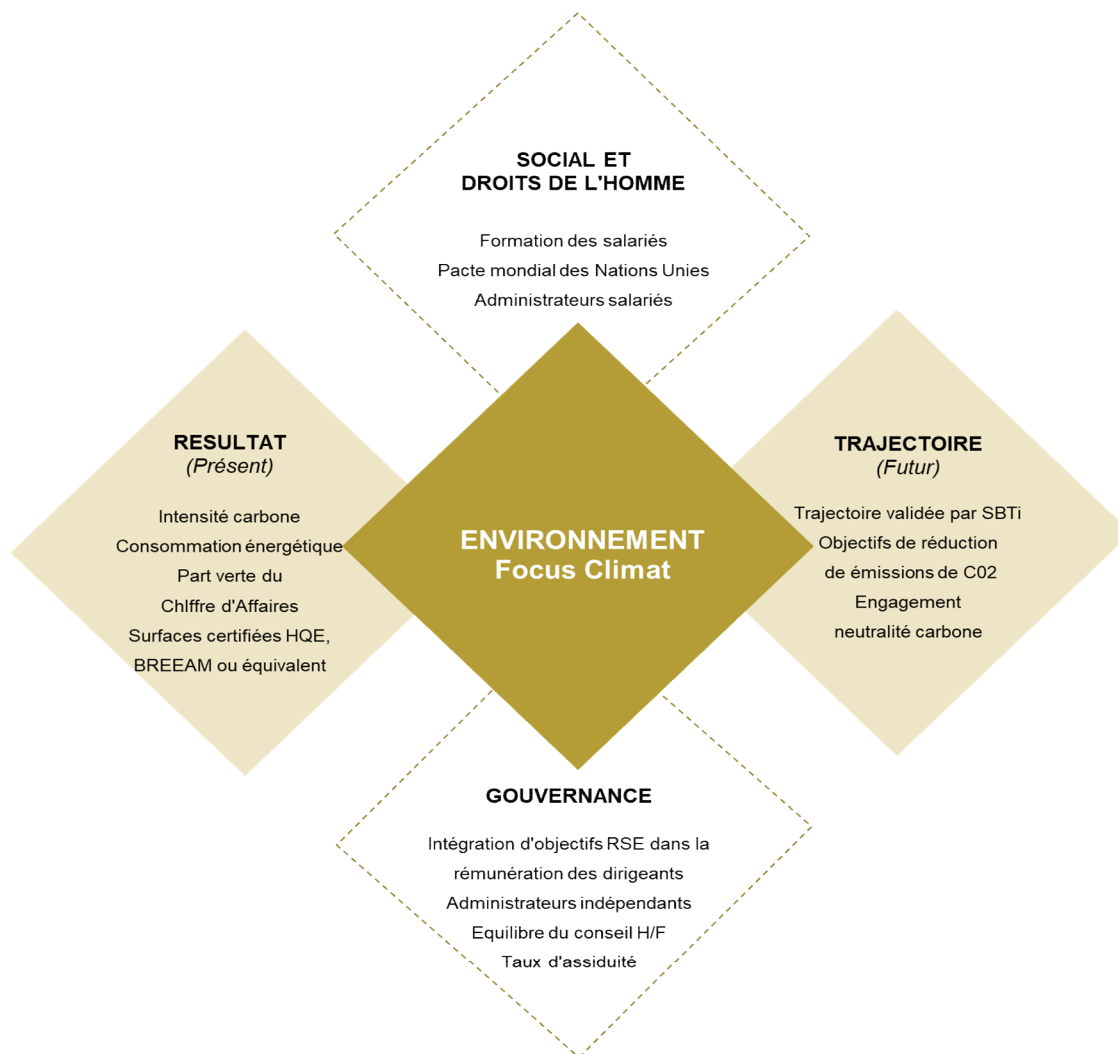 SOCIAL ET
DROITS DE L'HOMME
Formation des salariés
Pacte mondial des Nations Unies
Administrateurs salariés
RESULTAT
(Présent)
Intensité carbone
Consommation énergétique
Part verte du
ChIffre d'Affaires
Surfaces certifiées HQE,
BREEAM ou équivalent
ENVIRONNEMENT
Focus Climat
TRAJECTOIRE
(Futur)
Trajectoire validée par SBTi
Objectifs de réduction
de émissions de C02
Engagement
neutralité carbone
GOUVERNANCE
Intégration d'objectifs RSE dans la
rémunération des dirigeants
Administrateurs indépendants
Equilibre du conseil H/F
Taux d'assiduité